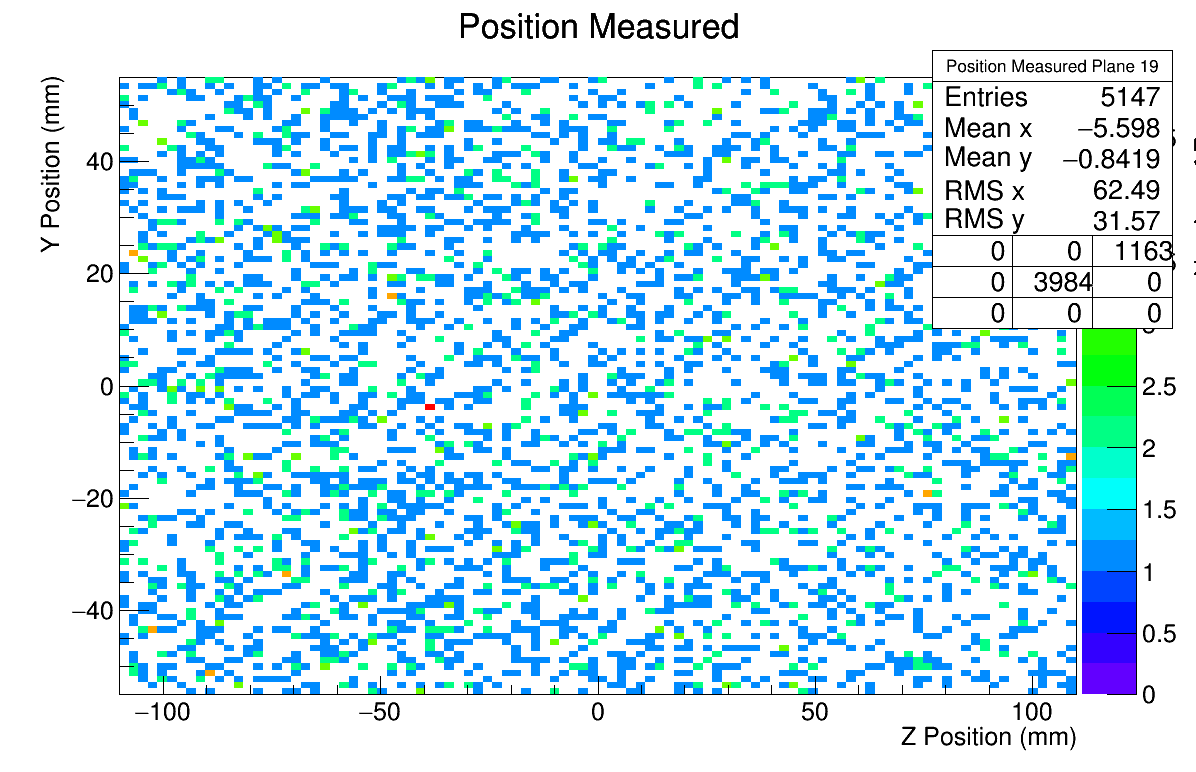 Position Measured
Position Measured Plane 19
Entries 5147
Mean x −5.598
Mean y −0.8419
RMS x 62.49
RMS y 31.57
0 0 1163
0 3984 0
0 0 0
Y Position (mm)
40
20
0
−20
−40
−100 −50 0 50 100
Z Position (mm)
2.5
2
1.5
1
0.5
0